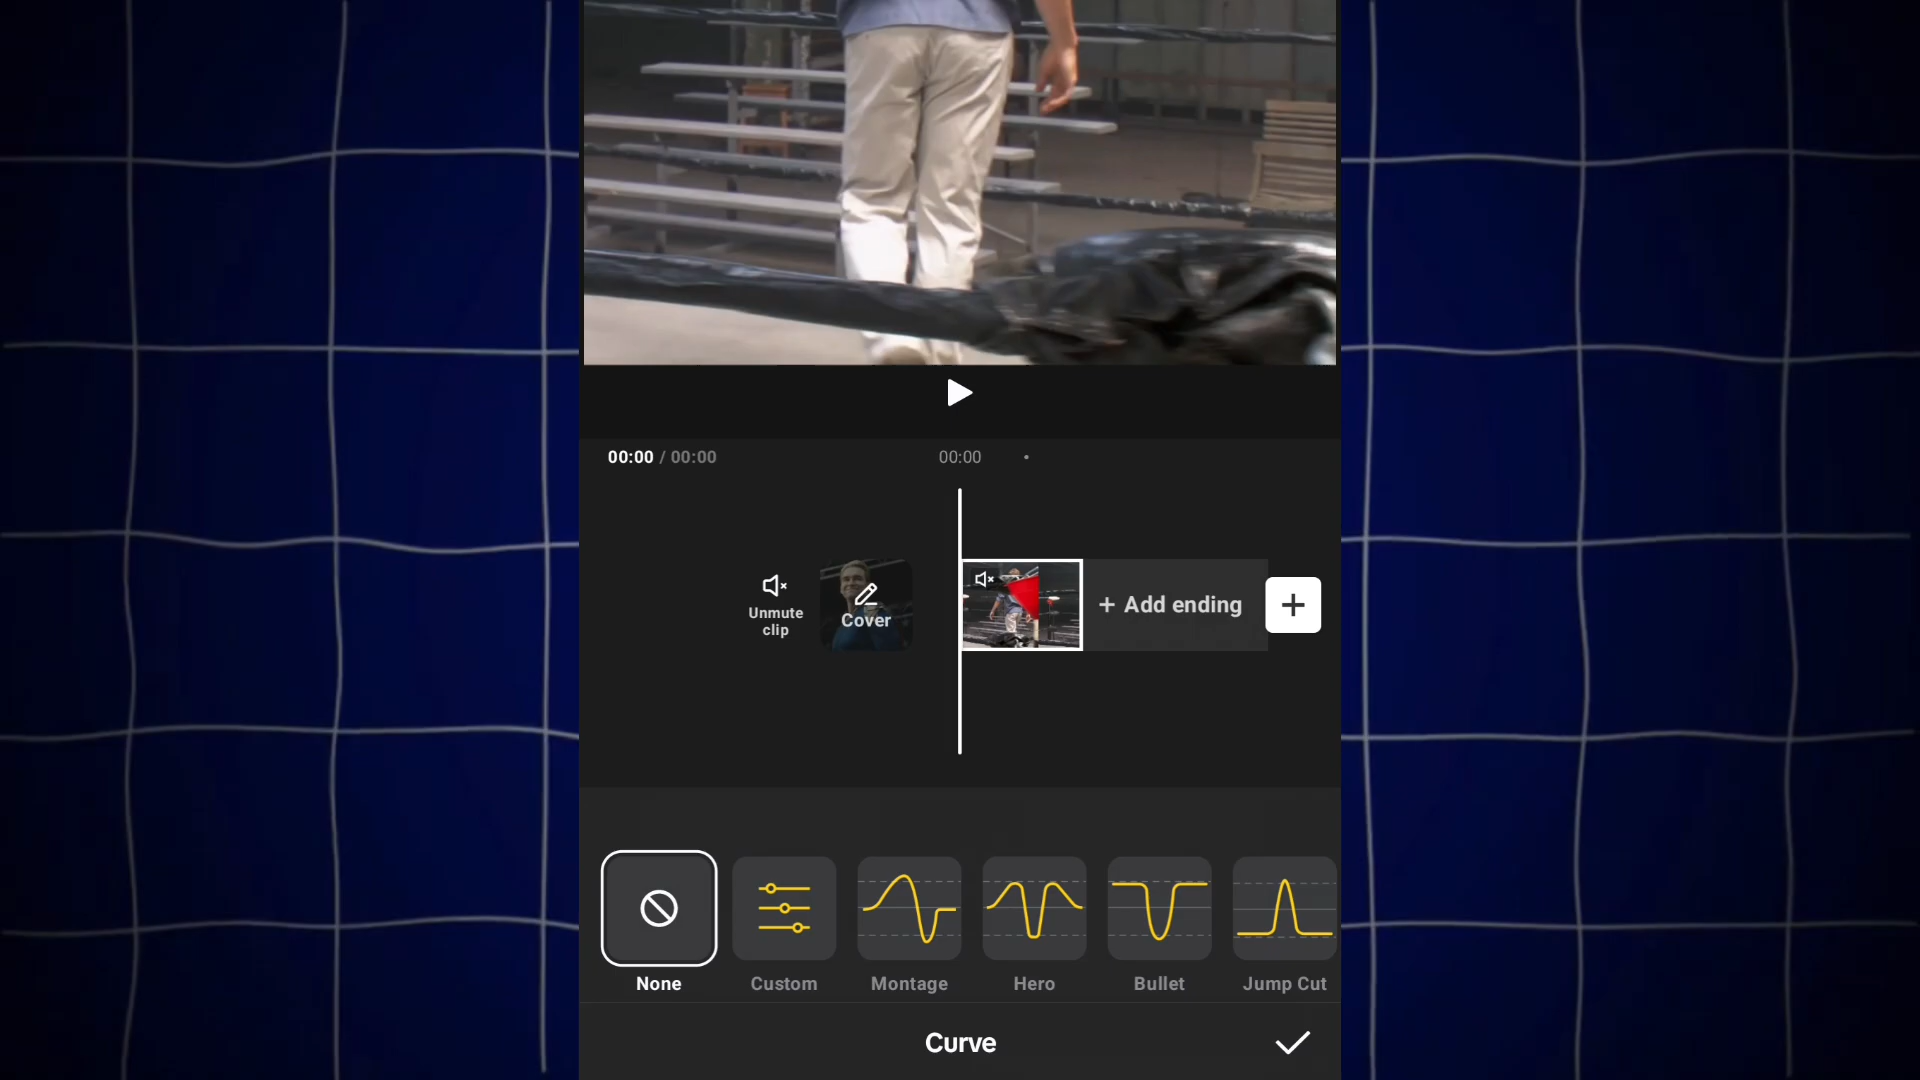 00:00 / 00:00
00:00
Unmute
clip
Cover
+ Add ending
None
Custom
Montage
Hero
Bullet
Jump Cut
Curve